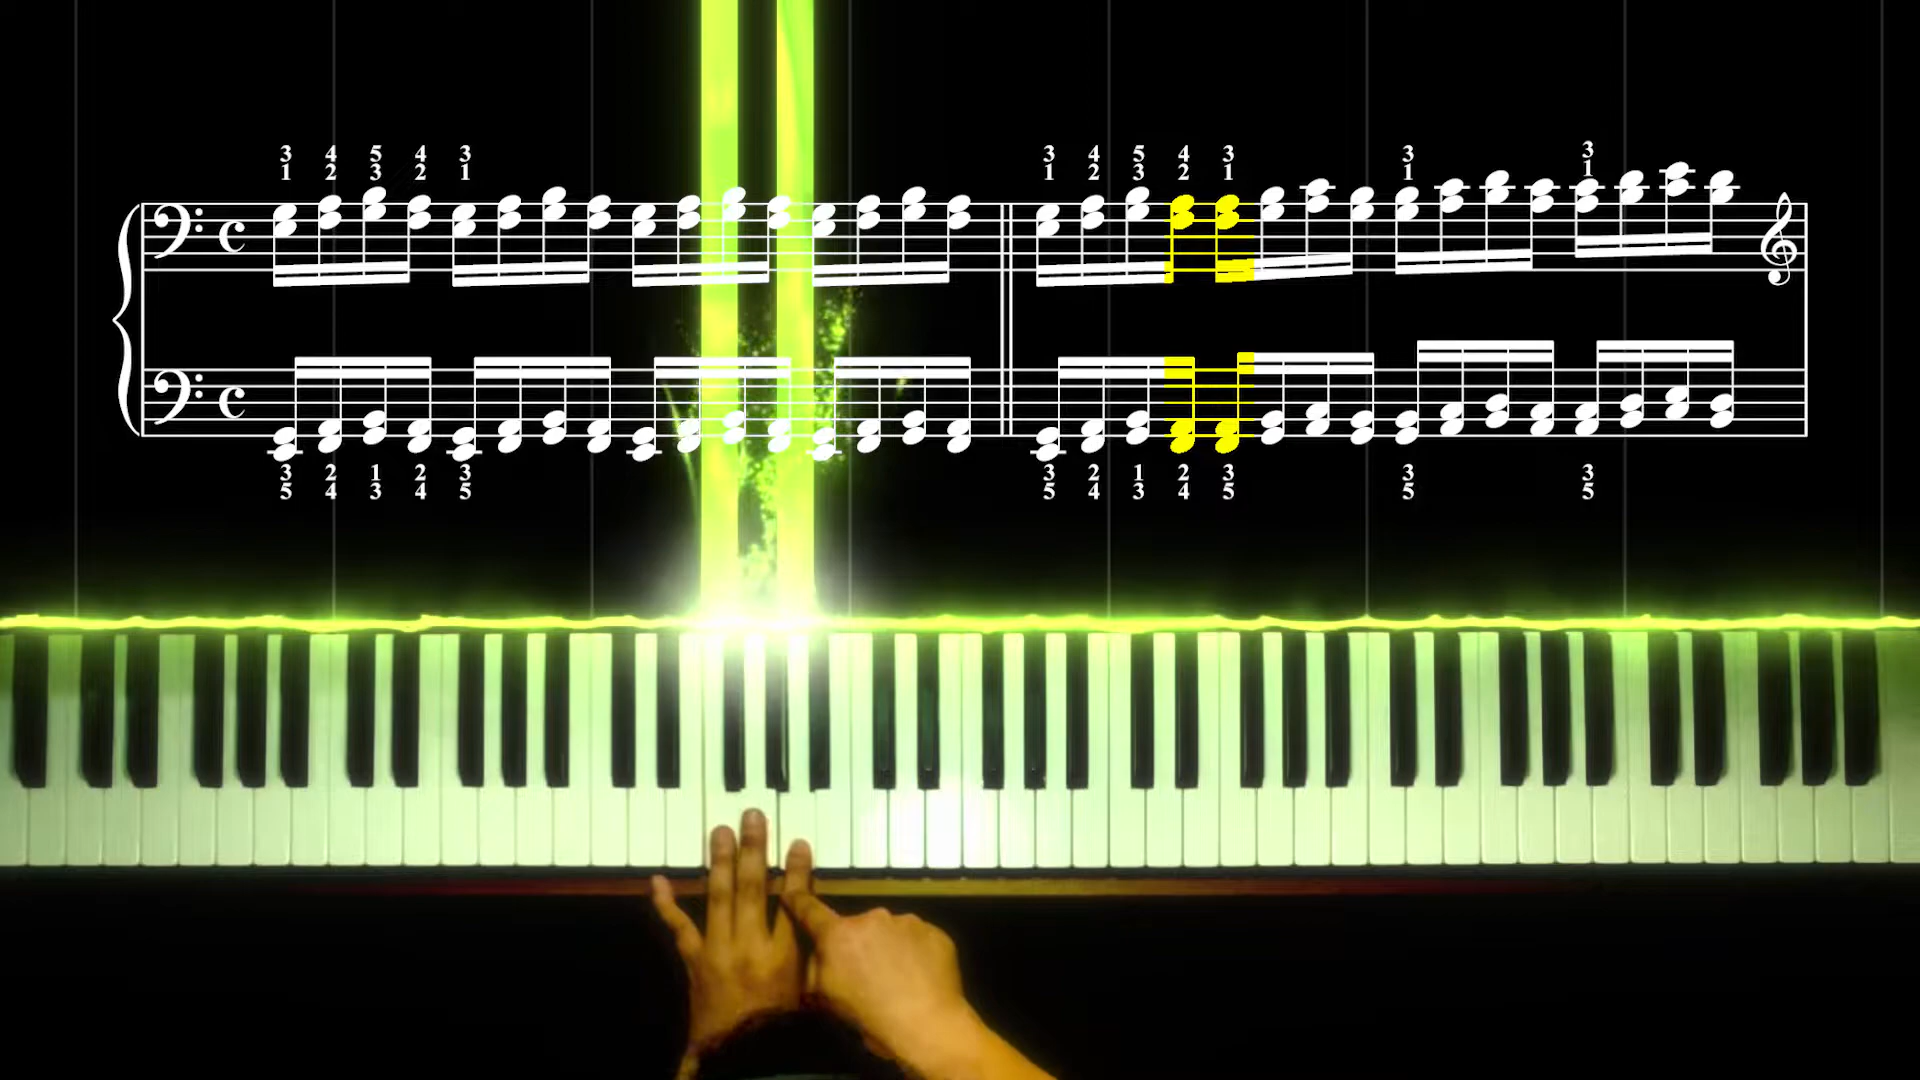 3 4 5 4 3 3 4 5 4 3 3 3
1 2 3 2 1 1 2 3 2 1 1 1
3 2 1 2 3 3 2 1 2 3 3 3
5 4 3 4 5 5 4 3 4 5 5 5